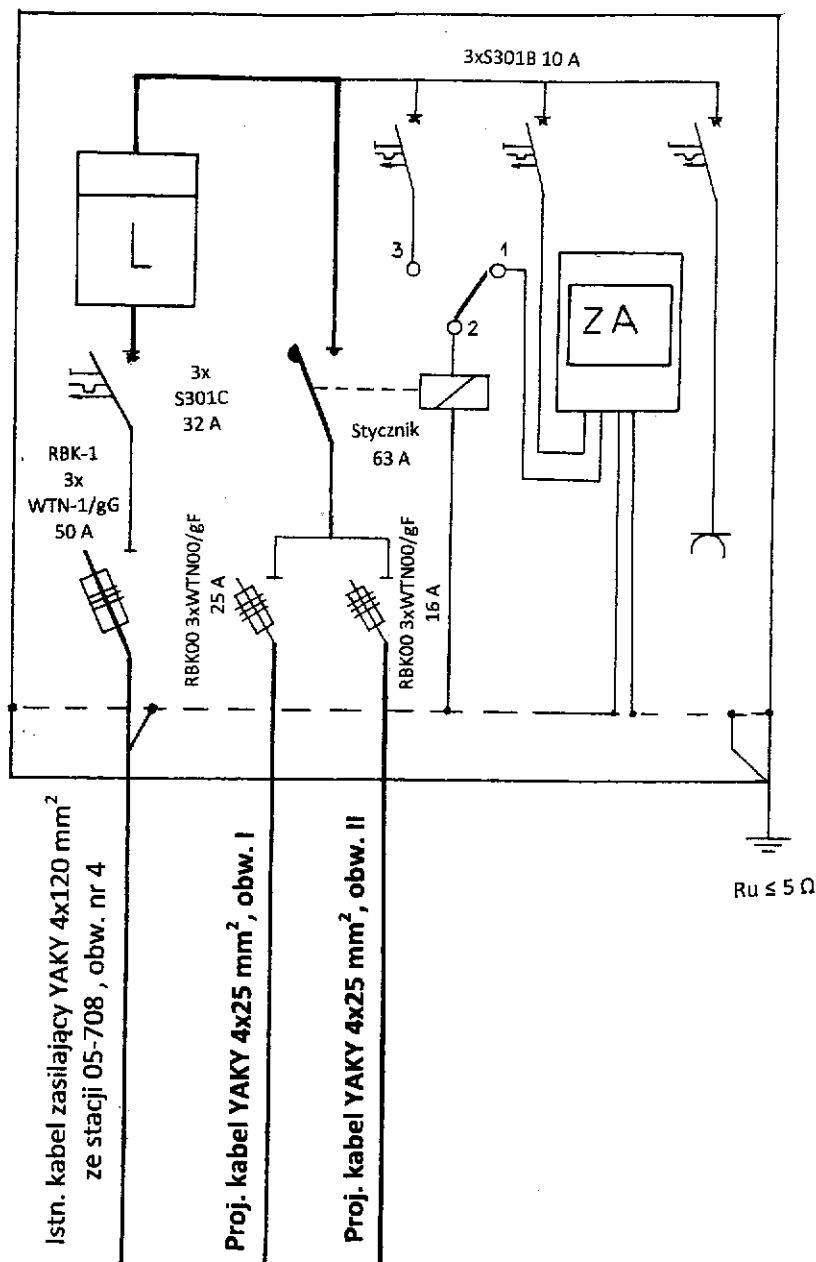 3xS301B 10 A
L
3
1
2
ZA
3x
S301C
32 A
Stycznik
63 A
RBK-1
3x
WTN-1/gG
50 A
RBK00 3xWTN00/gF
25 A
RBK00 3xWTN00/gF
16 A
Istn. kabel zasilający YAKY 4x120 mm²
ze stacji 05-708 , obw. nr 4
Proj. kabel YAKY 4x25 mm², obw. I
Proj. kabel YAKY 4x25 mm², obw. II
Ru ≤ 5 Ω